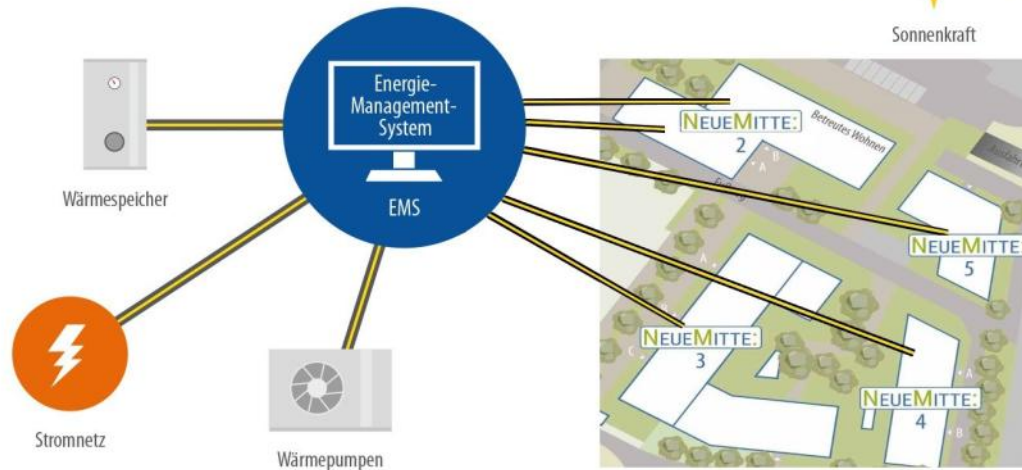 Sonnenkraft
Energie-
Management-
System
EMS
Wärmespeicher
Stromnetz
Wärmepumpen
NEUEMITTE:
2
Betreutes Wohnen
A
B
NEUEMITTE:
5
A
B
C
NEUEMITTE:
3
NEUEMITTE:
4
A
B